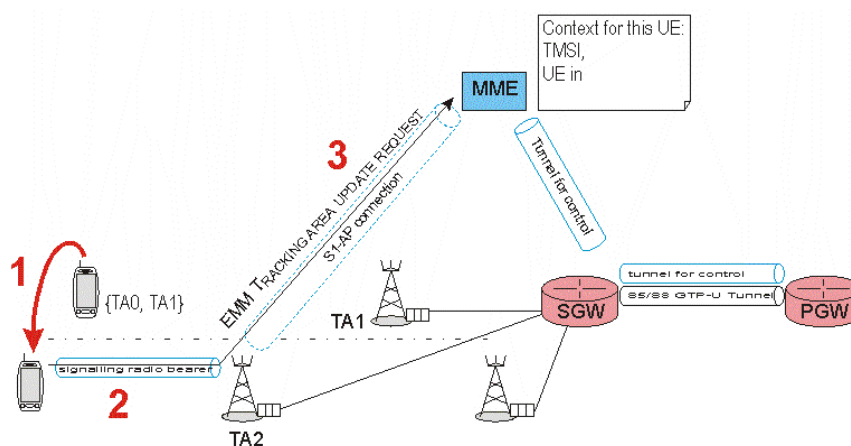 Context for this UE:
TMSI,
UE in
MME
3
EMM TRACKING AREA UPDATE REQUEST
S1-AP connection
Tunnel for control
1
{TA0, TA1}
TA1
tunnel for control
S5/S8 GTP-U Tunnel
SGW
PGW
signalling radio bearer
2
TA2